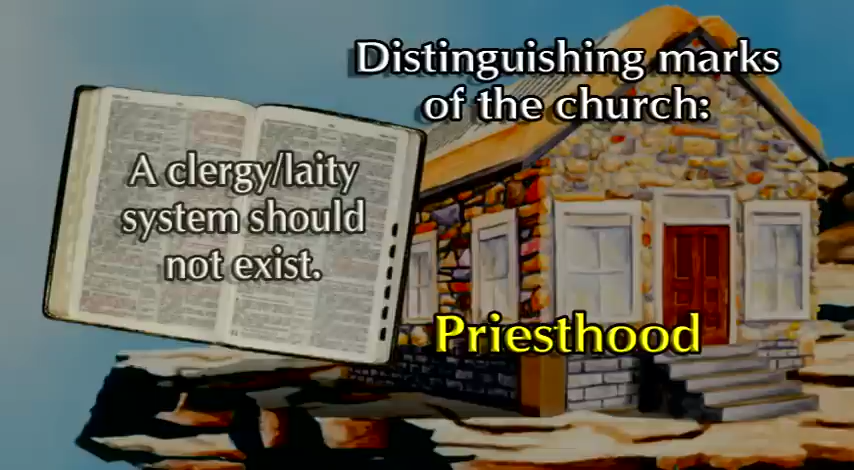 Distinguishing marks
of the church:
A clergy/laity
system should
not exist.
Priesthood